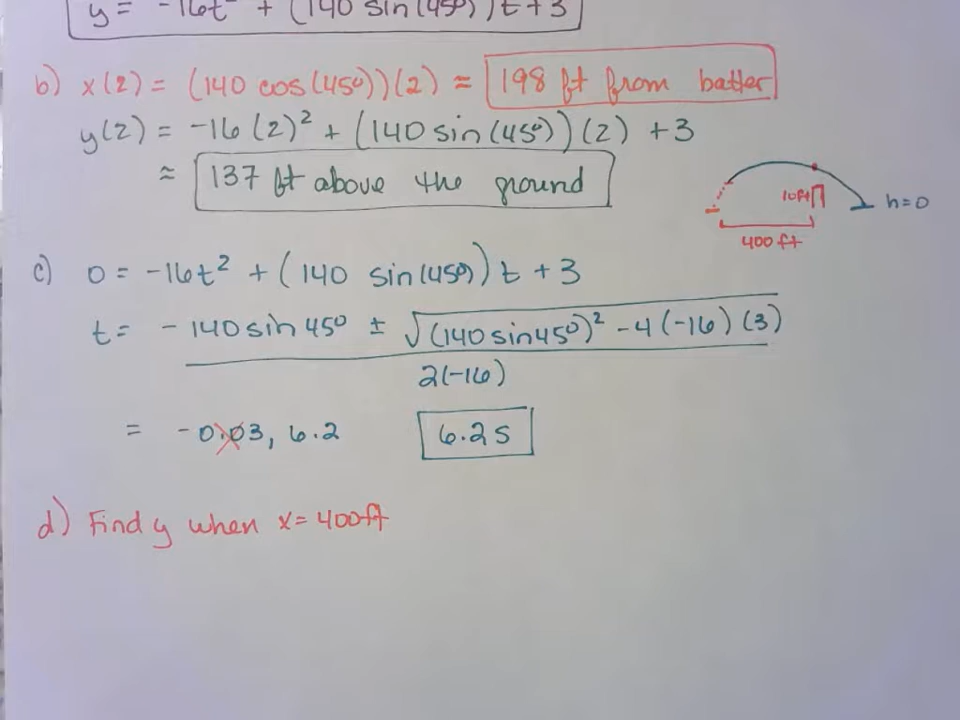 y = -16t² + (140 sin(45°))t + 3
b) x(2) = (140 cos(45°))(2) ≈ 198 ft from batter
y(2) = -16(2)² + (140 sin(45°))(2) + 3
≈ 137 ft above the ground
10ft
h=0
400 ft
c) 0 = -16t² + (140 sin(45°))t + 3
t = -140 sin 45° ± √(140 sin 45°)² - 4(-16)(3)
2(-16)
= -0.03, 6.2 6.2s
d) Find y when x = 400ft